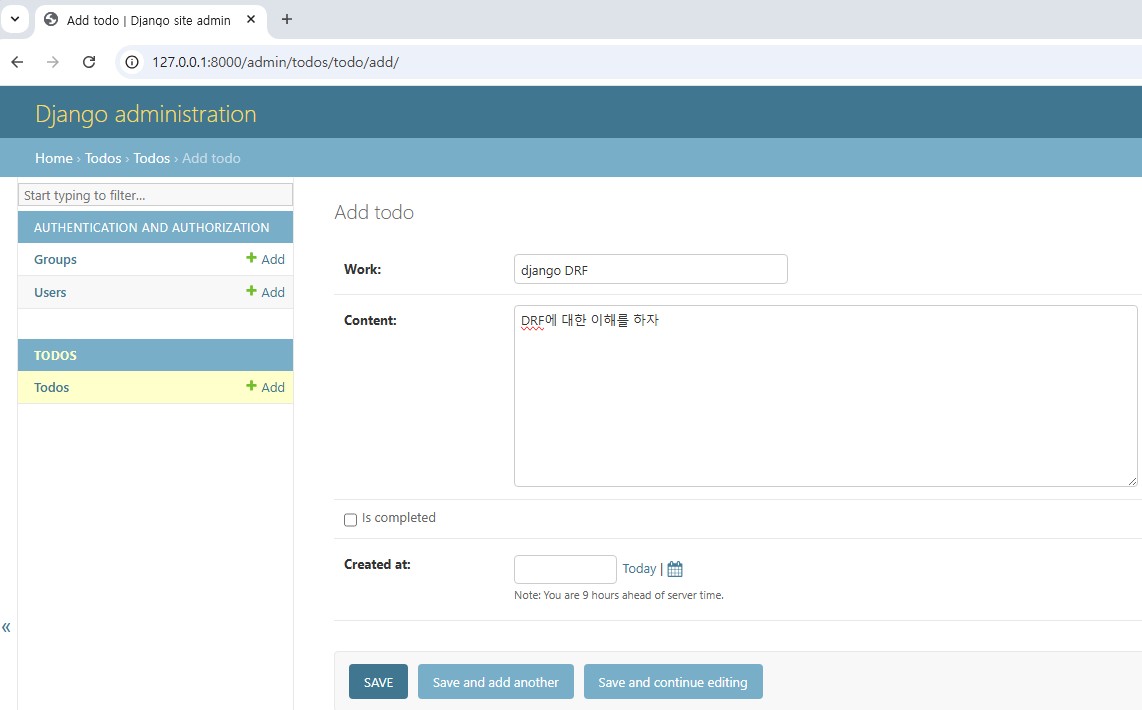 Add todo | Django site admin
127.0.0.1:8000/admin/todos/todo/add/
Django administration
Home › Todos › Todos › Add todo
Start typing to filter...
AUTHENTICATION AND AUTHORIZATION
Groups + Add
Users + Add
TODOS
Todos + Add
«
Add todo
Work: django DRF
Content: DRF에 대한 이해를 하자
Is completed
Created at: Today |
Note: You are 9 hours ahead of server time.
SAVE Save and add another Save and continue editing